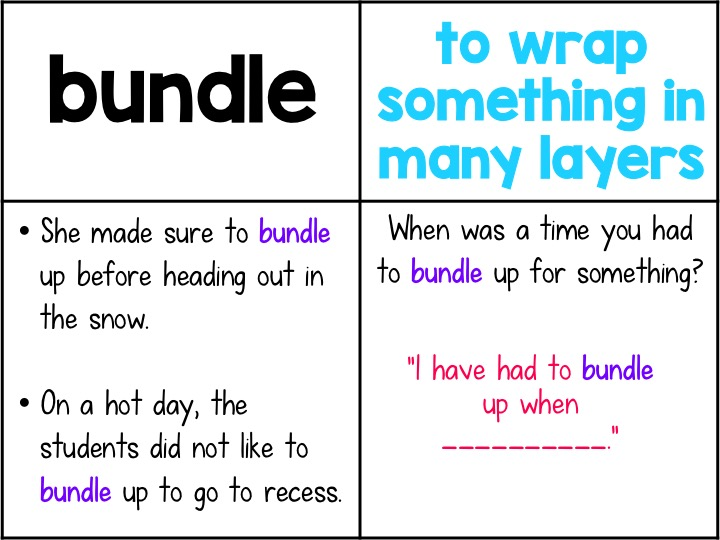 bundle
to wrap
something in
many layers
• She made sure to bundle
up before heading out in
the snow.
• On a hot day, the
students did not like to
bundle up to go to recess.
When was a time you had
to bundle up for something?
"I have had to bundle
up when
__________."